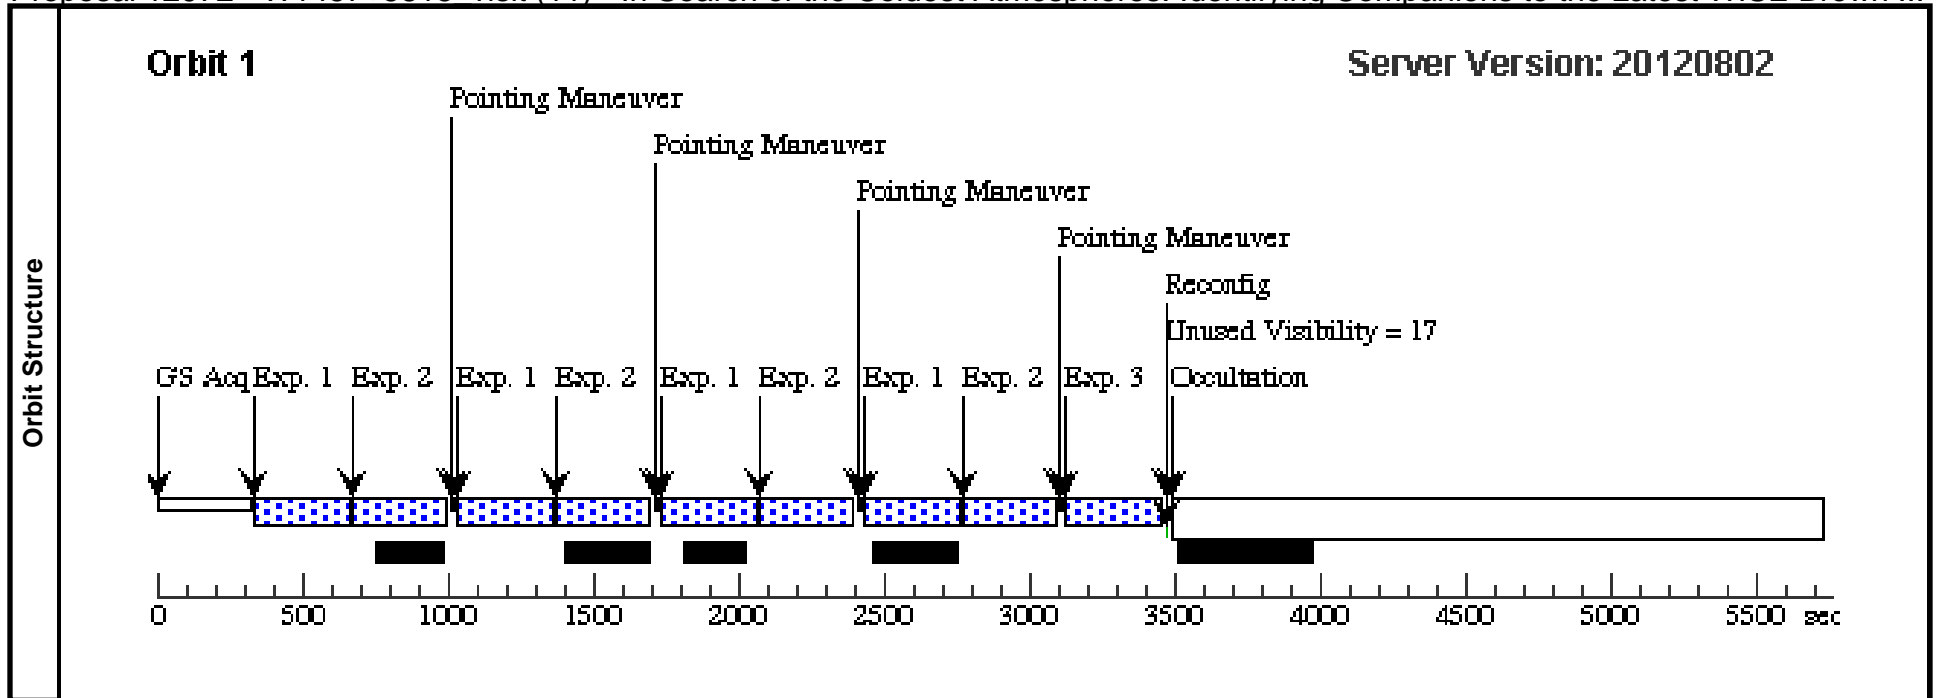 Orbit 1
Server Version: 20120802
Pointing Maneuver
Pointing Maneuver
Pointing Maneuver
Pointing Maneuver
Reconfig
Unused Visibility = 17
GS Acq Exp. 1 Exp. 2 Exp. 1 Exp. 2 Exp. 1 Exp. 2 Exp. 1 Exp. 2 Exp. 3 Occultation
Orbit Structure
0 500 1000 1500 2000 2500 3000 3500 4000 4500 5000 5500 sec